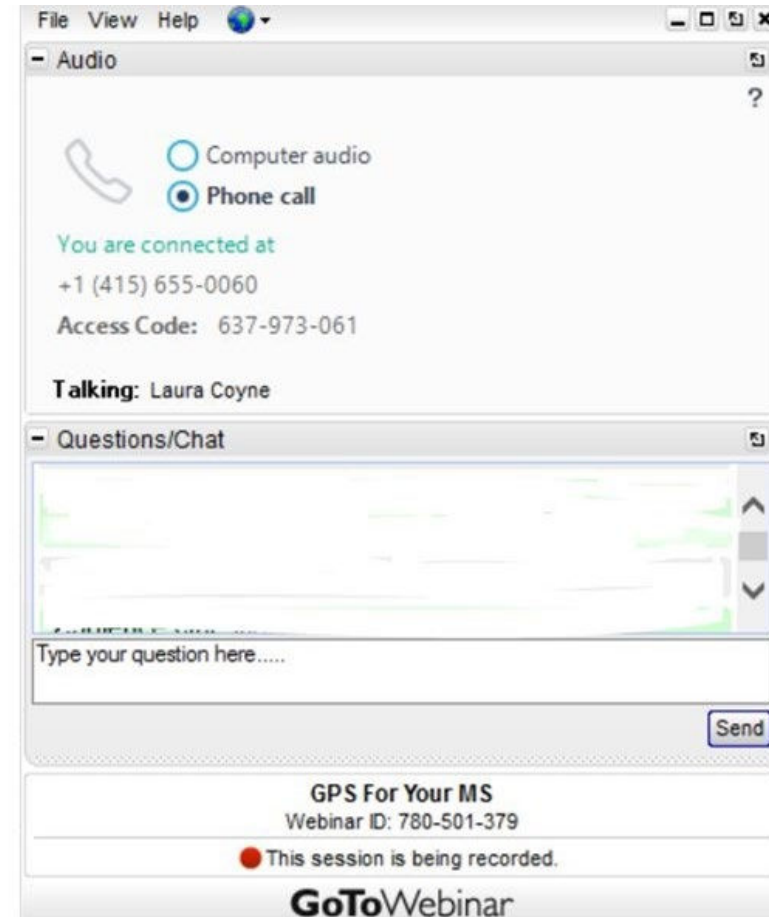 File View Help
Audio
?
Computer audio
Phone call
You are connected at
+1 (415) 655-0060
Access Code: 637-973-061
Talking: Laura Coyne
Questions/Chat
Type your question here.....
Send
GPS For Your MS
Webinar ID: 780-501-379
This session is being recorded.
GoToWebinar